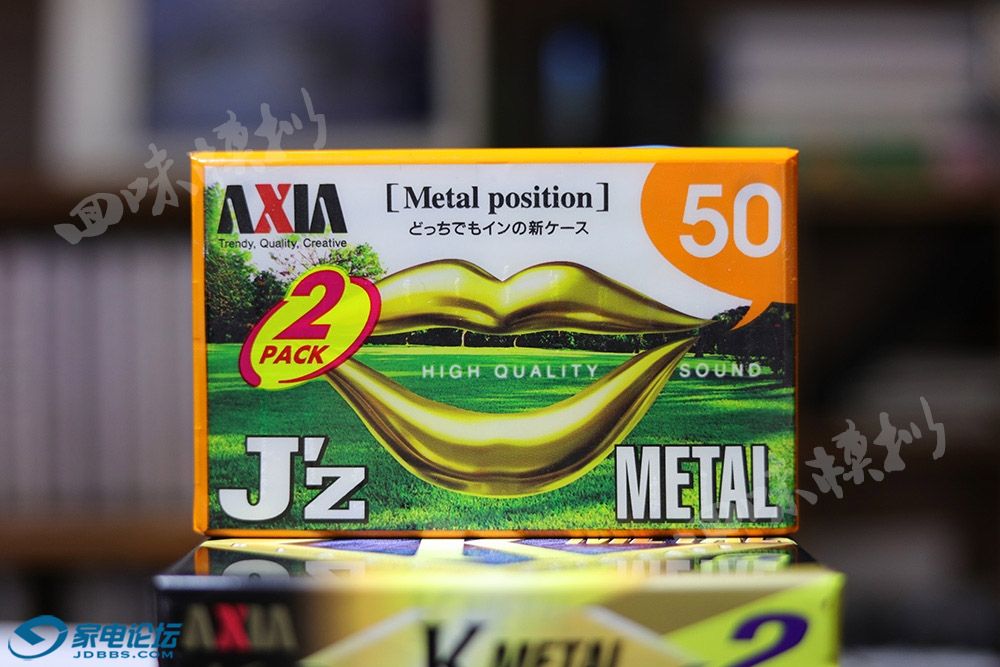 AXIA
Trendy, Quality, Creative
[Metal position]
どっちでもインの新ケース
50
2
PACK
HIGH QUALITY SOUND
J'z
METAL
AXIA
K METAL
2
家电论坛
JDBBS.COM